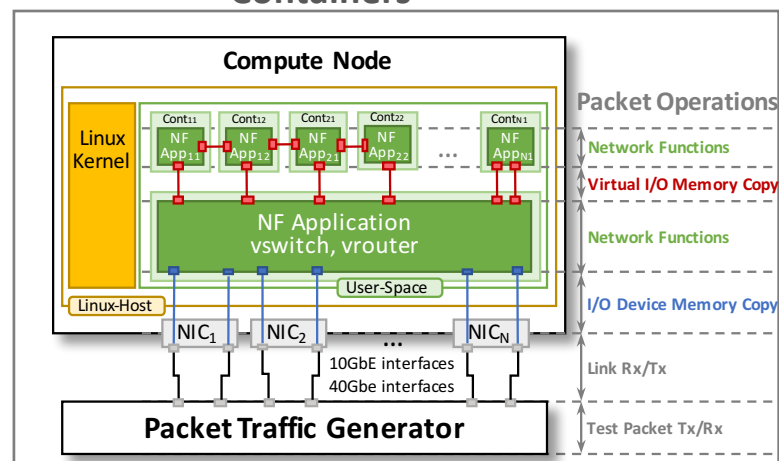 Containers
Compute Node
Packet Operations
Linux
Kernel
Cont11
Cont12
Cont21
Cont22
ContN1
NF
App11
NF
App12
NF
App21
NF
App22
...
NF
AppN1
Network Functions
Virtual I/O Memory Copy
NF Application
vswitch, vrouter
Network Functions
User-Space
Linux-Host
I/O Device Memory Copy
NIC1
NIC2
...
NICN
10GbE interfaces
40Gbe interfaces
Link Rx/Tx
Packet Traffic Generator
Test Packet Tx/Rx